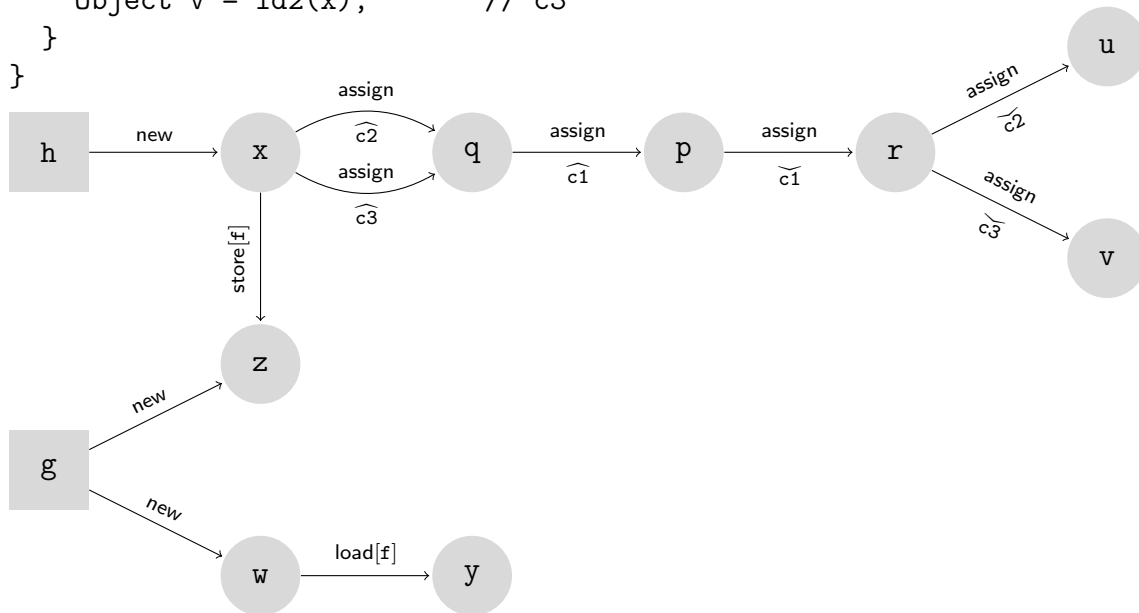 Object v = id2(x); // c3
}
}
u
assign
c2
h
new
x
assign
c2
assign
c3
q
assign
c1
p
assign
c1
r
assign
c3
v
store[f]
z
new
g
new
w
load[f]
y